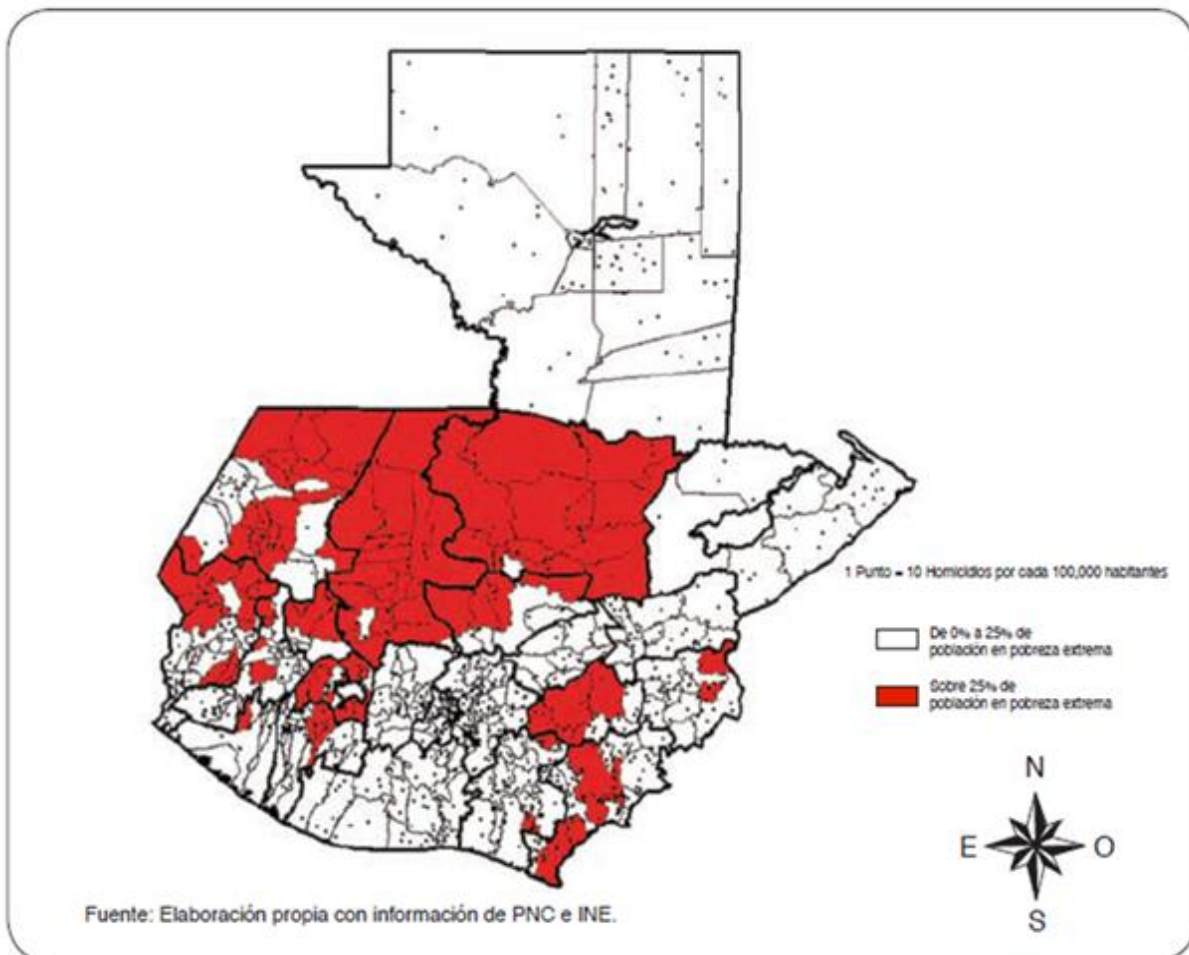 1 Punto = 10 Homicidios por cada 100,000 habitantes
De 0% a 25% de
población en pobreza extrema
Sobre 25% de
población en pobreza extrema
N
E O
S
Fuente: Elaboración propia con información de PNC e INE.